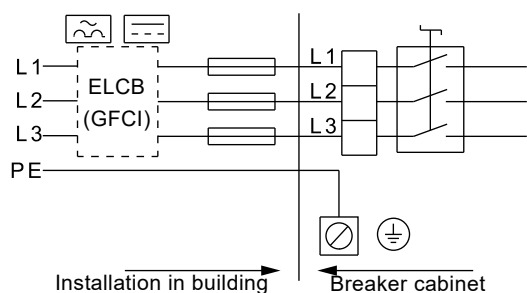 L1
L2
L3
PE
ELCB
(GFCI)
L1
L2
L3
Installation in building
Breaker cabinet